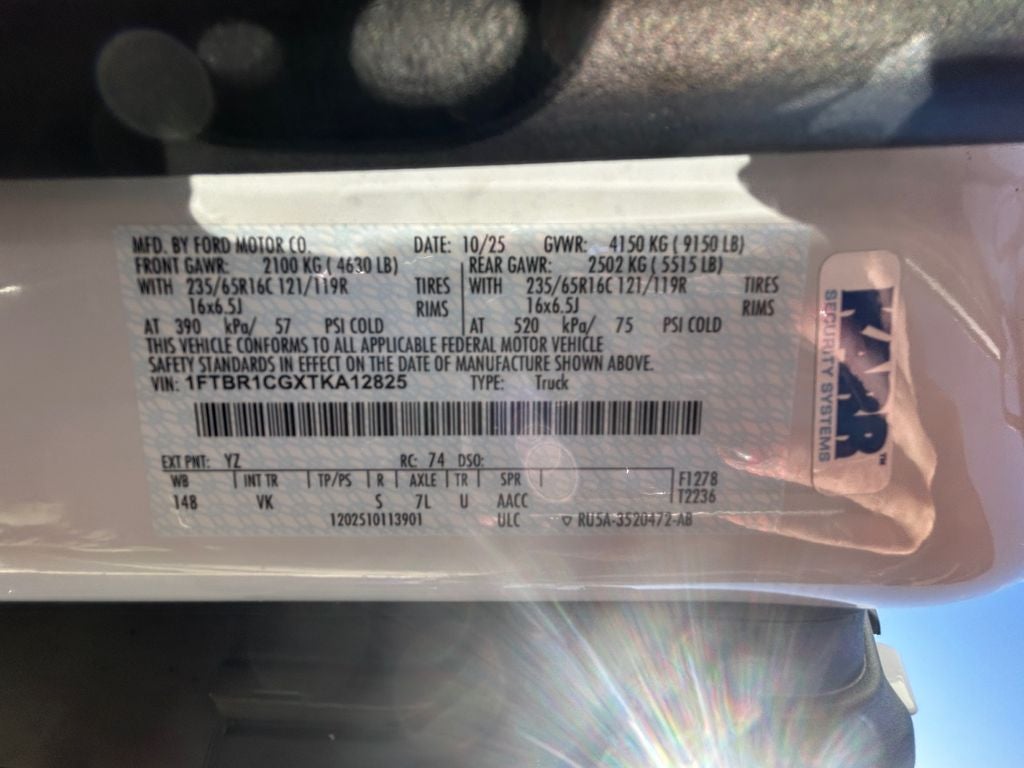 MFD. BY FORD MOTOR CO. DATE: 10/25 GVWR: 4150 KG ( 9150 LB)
FRONT GAWR: 2100 KG ( 4630 LB) REAR GAWR: 2502 KG ( 5515 LB)
WITH 235/65R16C 121/119R TIRES WITH 235/65R16C 121/119R TIRES
16x6.5J RIMS 16x6.5J RIMS
AT 390 kPa/ 57 PSI COLD AT 520 kPa/ 75 PSI COLD
THIS VEHICLE CONFORMS TO ALL APPLICABLE FEDERAL MOTOR VEHICLE
SAFETY STANDARDS IN EFFECT ON THE DATE OF MANUFACTURE SHOWN ABOVE.
VIN: 1FTBR1CGXTKA12825 TYPE: Truck
EXT PNT: YZ RC: 74 DSO:
WB INT TR TP/PS R AXLE TR SPR F1278
148 VK S 7L U AACC T2236
1202510113901 ULC ▽ RU5A-3520472-AB
SECURITY SYSTEMS